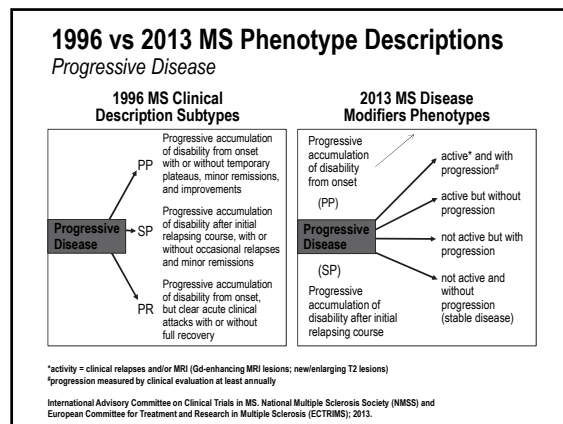 1996 vs 2013 MS Phenotype Descriptions
Progressive Disease
1996 MS Clinical
Description Subtypes
Progressive Disease
PP
Progressive accumulation
of disability from onset
with or without temporary
plateaus, minor remissions,
and improvements
SP
Progressive accumulation
of disability after initial
relapsing course, with or
without occasional relapses
and minor remissions
PR
Progressive accumulation
of disability from onset,
but clear acute clinical
attacks with or without
full recovery
2013 MS Disease
Modifiers Phenotypes
Progressive
accumulation
of disability
from onset
(PP)
Progressive
Disease
(SP)
Progressive
accumulation of
disability after initial
relapsing course
active* and with
progression#
active but without
progression
not active but with
progression
not active and
without
progression
(stable disease)
*activity = clinical relapses and/or MRI (Gd-enhancing MRI lesions; new/enlarging T2 lesions)
#progression measured by clinical evaluation at least annually
International Advisory Committee on Clinical Trials in MS. National Multiple Sclerosis Society (NMSS) and
European Committee for Treatment and Research in Multiple Sclerosis (ECTRIMS); 2013.